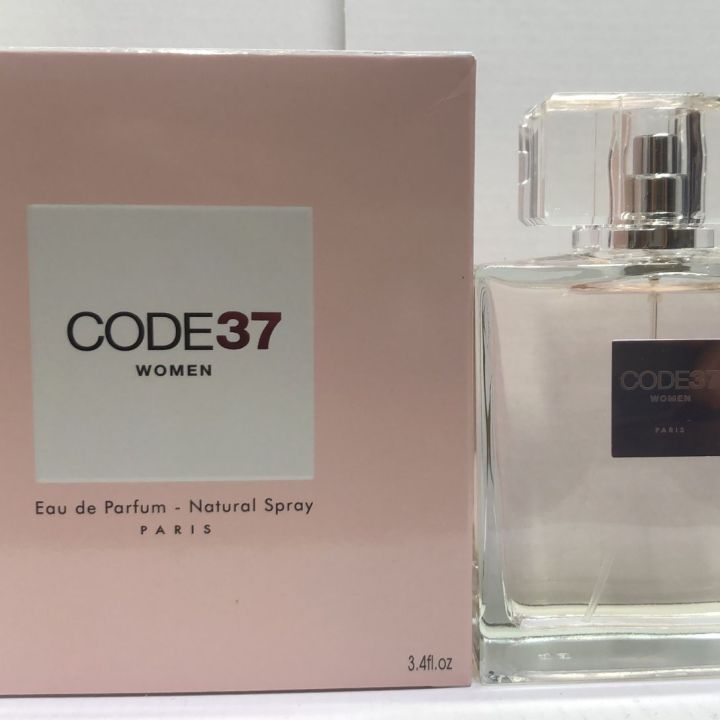 CODE37
WOMEN
Eau de Parfum - Natural Spray
PARIS
3.4fl.oz
CODE37
WOMEN
PARIS